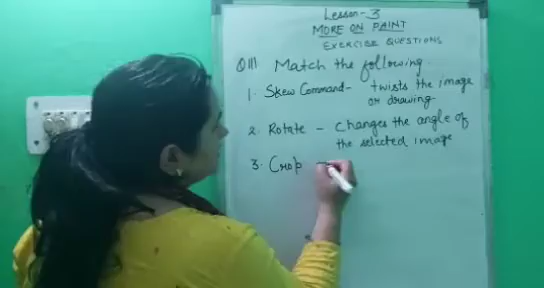 Lesson - 3
MORE ON PAINT
EXERCISE QUESTIONS
QIII Match the following
1. Skew Command - twists the image
or drawing
2. Rotate - Changes the angle of
the selected image
3. Crop -